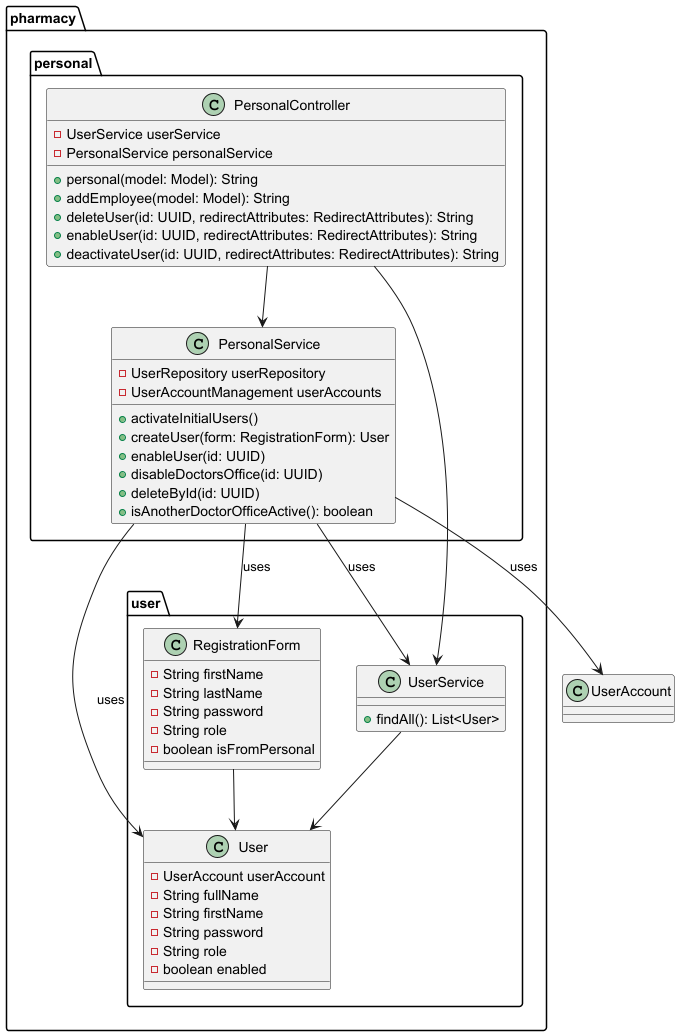 pharmacy
personal
C PersonalController
UserService userService
PersonalService personalService
personal(model: Model): String
addEmployee(model: Model): String
deleteUser(id: UUID, redirectAttributes: RedirectAttributes): String
enableUser(id: UUID, redirectAttributes: RedirectAttributes): String
deactivateUser(id: UUID, redirectAttributes: RedirectAttributes): String
C PersonalService
UserRepository userRepository
UserAccountManagement userAccounts
activateInitialUsers()
createUser(form: RegistrationForm): User
enableUser(id: UUID)
disableDoctorsOffice(id: UUID)
deleteById(id: UUID)
isAnotherDoctorOfficeActive(): boolean
uses
uses
uses
uses
user
C RegistrationForm
String firstName
String lastName
String password
String role
boolean isFromPersonal
C UserService
findAll(): List<User>
C UserAccount
C User
UserAccount userAccount
String fullName
String firstName
String password
String role
boolean enabled